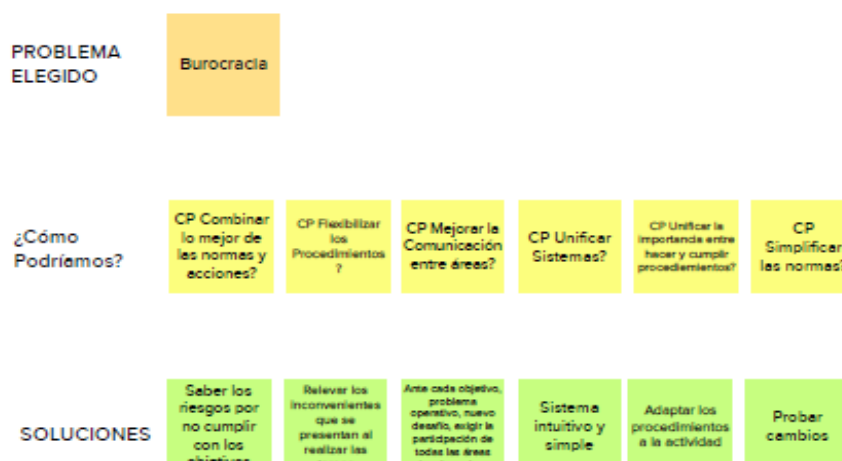 PROBLEMA
ELEGIDO
Burocracia
¿Cómo
Podríamos?
CP Combinar
lo mejor de
las normas y
acciones?
CP Flexibilizar
los
Procedimientos
?
CP Mejorar la
Comunicación
entre áreas?
CP Unificar
Sistemas?
CP Unificar la
importancia entre
hacer y cumplir
procediemientos?
CP
Simplificar
las normas?
SOLUCIONES
Saber los
riesgos por
no cumplir
con los
objetivos
Relevar los
inconvenientes
que se
presentan al
realizar las
Ante cada objetivo,
problema
operativo, nuevo
desafío, exigir la
participación de
todas las áreas
Sistema
intuitivo y
simple
Adaptar los
procedimientos
a la actividad
Probar
cambios